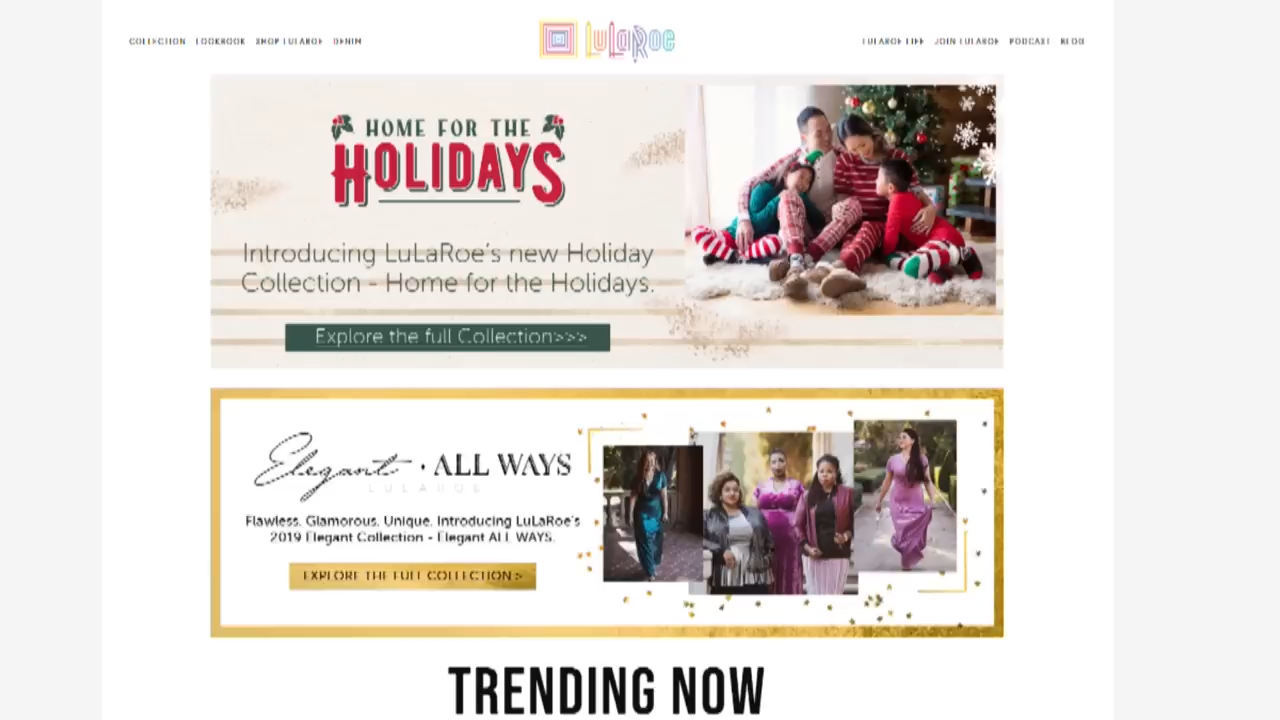 COLLECTION LOOKBOOK SHOP LULAROE DENIM
LuLaRoe
LULAROE LIFE JOIN LULAROE PODCAST BLOG
HOME FOR THE
HOLIDAYS
Introducing LuLaRoe's new Holiday
Collection - Home for the Holidays.
Explore the full Collection>>>
Elegant · ALL WAYS
LULAROE
Flawless. Glamorous. Unique. Introducing LuLaRoe's
2019 Elegant Collection - Elegant ALL WAYS.
EXPLORE THE FULL COLLECTION >
TRENDING NOW